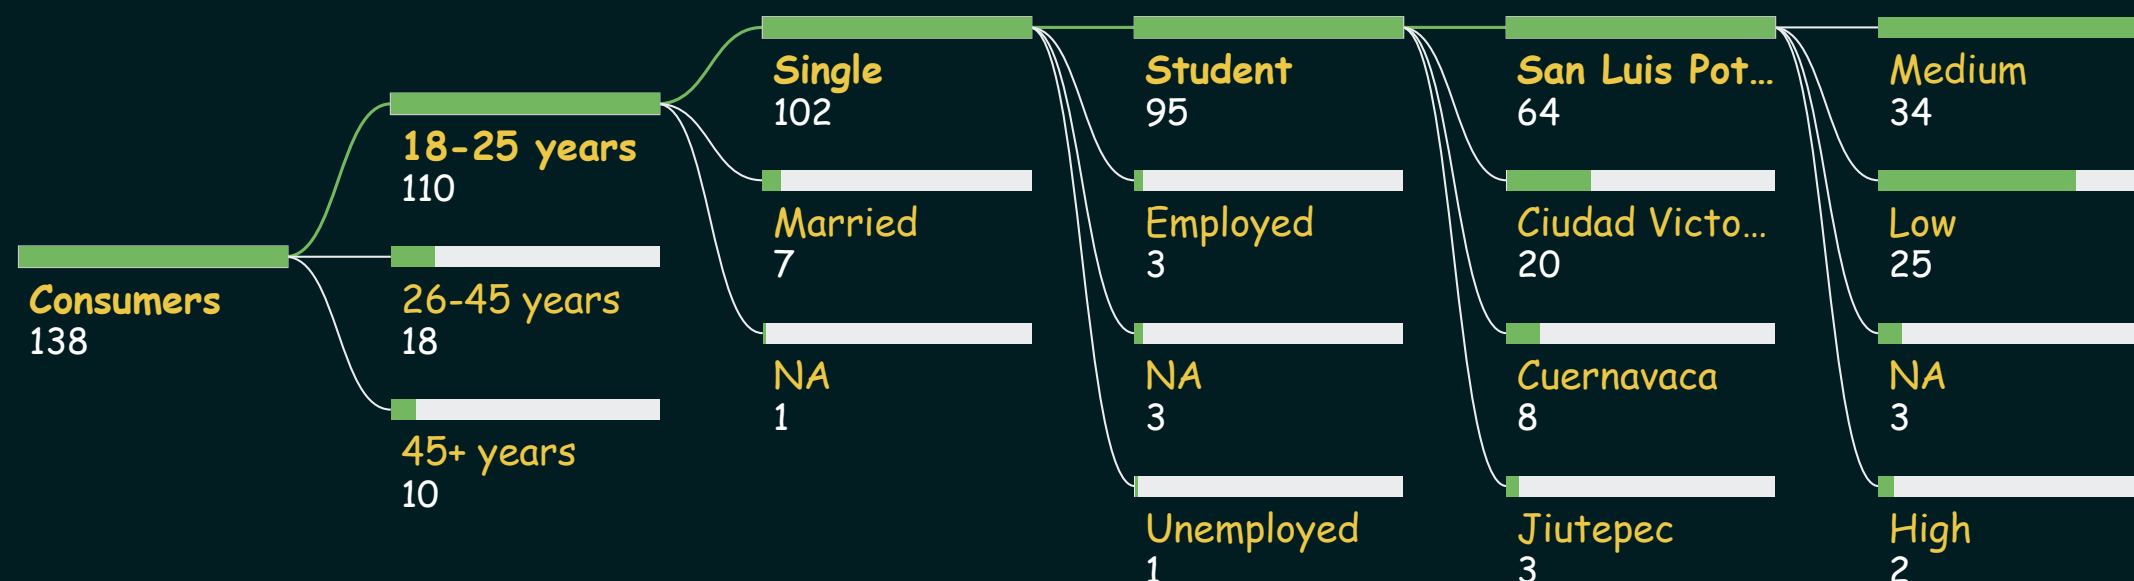 Consumers
138
18-25 years
110
26-45 years
18
45+ years
10
Single
102
Married
7
NA
1
Student
95
Employed
3
NA
3
Unemployed
1
San Luis Pot...
64
Ciudad Victo...
20
Cuernavaca
8
Jiutepec
3
Medium
34
Low
25
NA
3
High
2